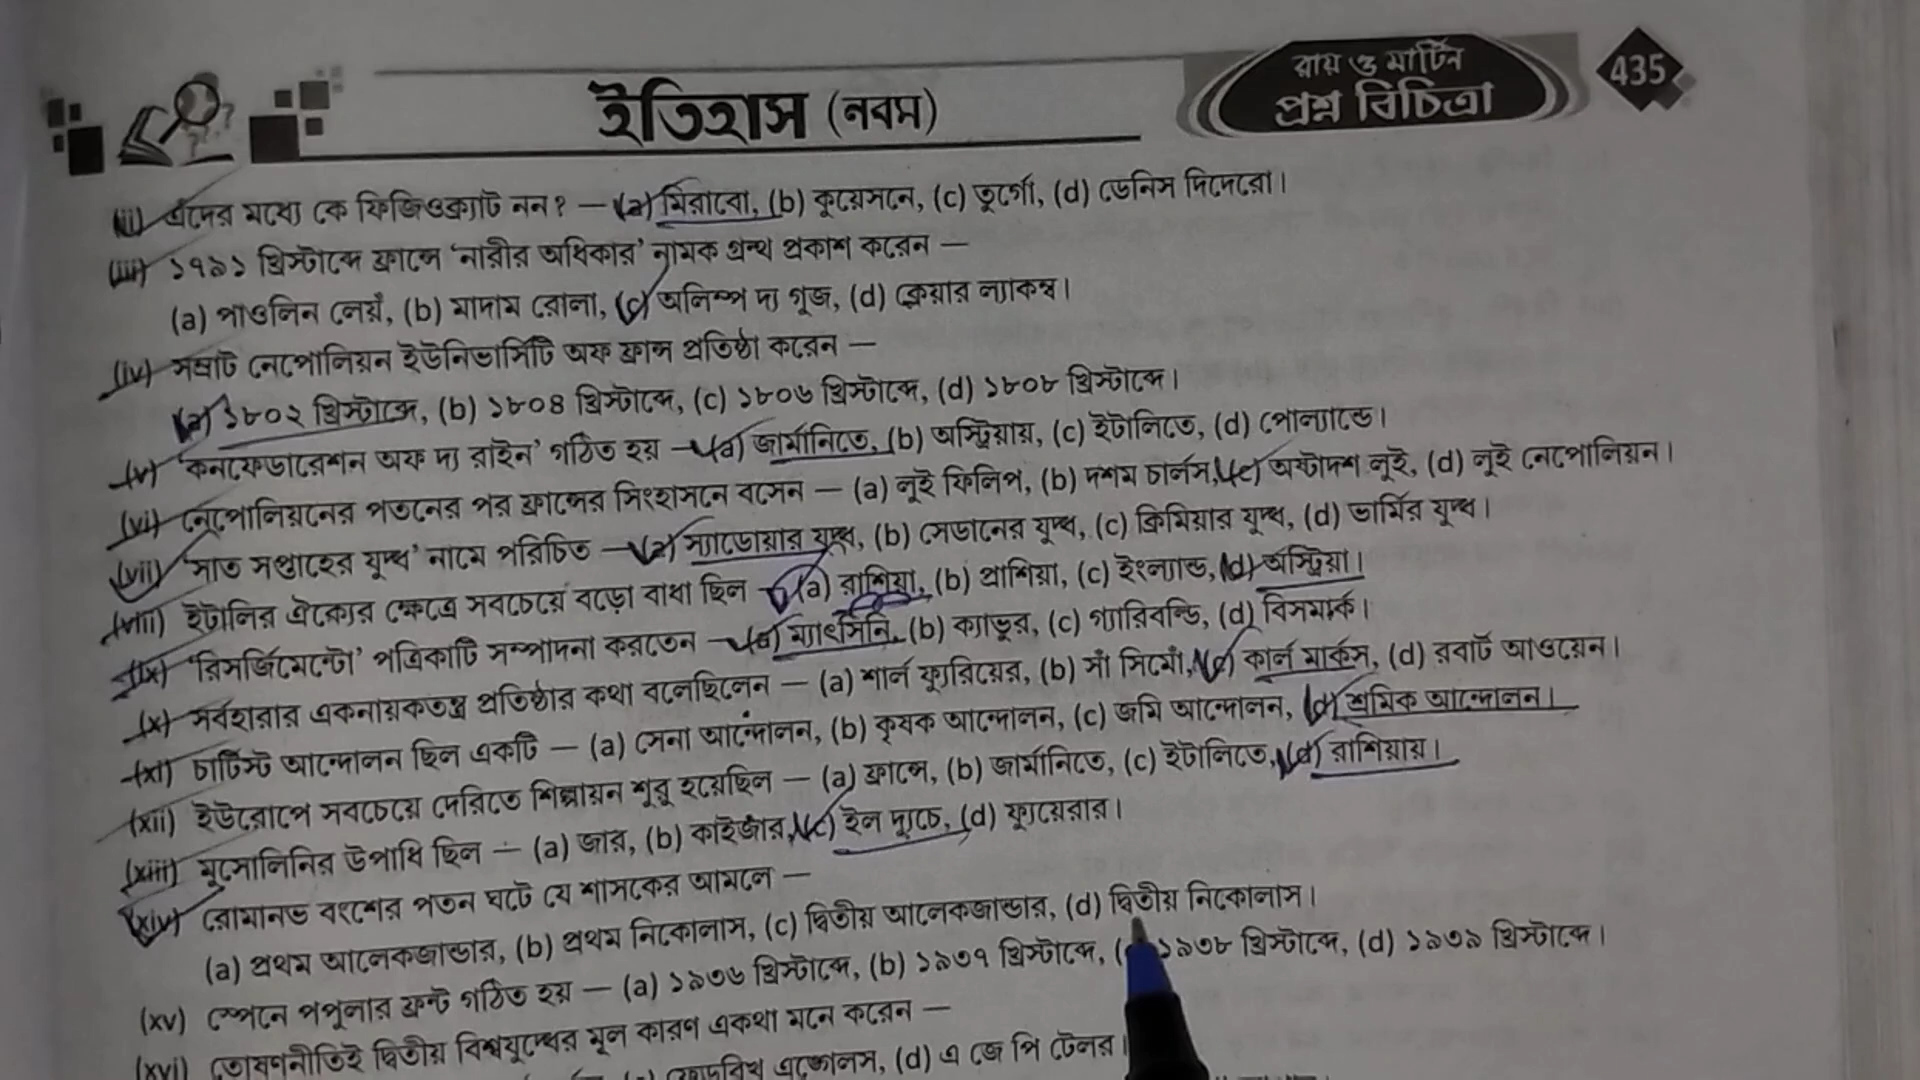 ইতিহাস (নবম)
রায় ও মার্টিন
প্রশ্ন বিচিত্রা
435
(ii) এঁদের মধ্যে কে ফিজিওক্র্যাট নন? — (a) মিরাবো, (b) কুয়েসনে, (c) তুর্গো, (d) ডেনিস দিদেরো।
(iii) ১৭৯১ খ্রিস্টাব্দে ফ্রান্সে ‘নারীর অধিকার’ নামক গ্রন্থ প্রকাশ করেন —
(a) পাওলিন লেয়ঁ, (b) মাদাম রোলা, (c) অলিম্প দ্য গুজ, (d) ক্লেয়ার ল্যাকম্ব।
(iv) সম্রাট নেপোলিয়ন ইউনিভার্সিটি অফ ফ্রান্স প্রতিষ্ঠা করেন —
(a) ১৮০২ খ্রিস্টাব্দে, (b) ১৮০৪ খ্রিস্টাব্দে, (c) ১৮০৬ খ্রিস্টাব্দে, (d) ১৮০৮ খ্রিস্টাব্দে।
(v) ‘কনফেডারেশন অফ দ্য রাইন’ গঠিত হয় — (a) জার্মানিতে, (b) অস্ট্রিয়ায়, (c) ইটালিতে, (d) পোল্যান্ডে।
(vi) নেপোলিয়নের পতনের পর ফ্রান্সের সিংহাসনে বসেন — (a) লুই ফিলিপ, (b) দশম চার্লস, (c) অষ্টাদশ লুই, (d) লুই নেপোলিয়ন।
(vii) ‘সাত সপ্তাহের যুদ্ধ’ নামে পরিচিত — (a) স্যাডোয়ার যুদ্ধ, (b) সেডানের যুদ্ধ, (c) ক্রিমিয়ার যুদ্ধ, (d) ভার্মির যুদ্ধ।
(viii) ইটালির ঐক্যের ক্ষেত্রে সবচেয়ে বড়ো বাধা ছিল — (a) রাশিয়া, (b) প্রাশিয়া, (c) ইংল্যান্ড, (d) অস্ট্রিয়া।
(ix) ‘রিসর্জিমেন্টো’ পত্রিকাটি সম্পাদনা করতেন — (a) ম্যাৎসিনি, (b) ক্যাভুর, (c) গ্যারিবল্ডি, (d) বিসমার্ক।
(x) সর্বহারার একনায়কতন্ত্র প্রতিষ্ঠার কথা বলেছিলেন — (a) শার্ল ফ্যুরিয়ের, (b) সাঁ সিমোঁ, (c) কার্ল মার্কস, (d) রবার্ট আওয়েন।
(xi) চার্টিস্ট আন্দোলন ছিল একটি — (a) সেনা আন্দোলন, (b) কৃষক আন্দোলন, (c) জমি আন্দোলন, (d) শ্রমিক আন্দোলন।
(xii) ইউরোপে সবচেয়ে দেরিতে শিল্পায়ন শুরু হয়েছিল — (a) ফ্রান্সে, (b) জার্মানিতে, (c) ইটালিতে, (d) রাশিয়ায়।
(xiii) মুসোলিনির উপাধি ছিল — (a) জার, (b) কাইজার, (c) ইল দ্যুচে, (d) ফ্যুয়েরার।
(xiv) রোমানভ বংশের পতন ঘটে যে শাসকের আমলে —
(a) প্রথম আলেকজান্ডার, (b) প্রথম নিকোলাস, (c) দ্বিতীয় আলেকজান্ডার, (d) দ্বিতীয় নিকোলাস।
(xv) স্পেনে পপুলার ফ্রন্ট গঠিত হয় — (a) ১৯৩৬ খ্রিস্টাব্দে, (b) ১৯৩৭ খ্রিস্টাব্দে, ১৯৩৮ খ্রিস্টাব্দে, (d) ১৯৩৯ খ্রিস্টাব্দে।
(xvi) তোষণনীতিই দ্বিতীয় বিশ্বযুদ্ধের মূল কারণ একথা মনে করেন —
এঙ্গেলস, (d) এ জে পি টেলর।